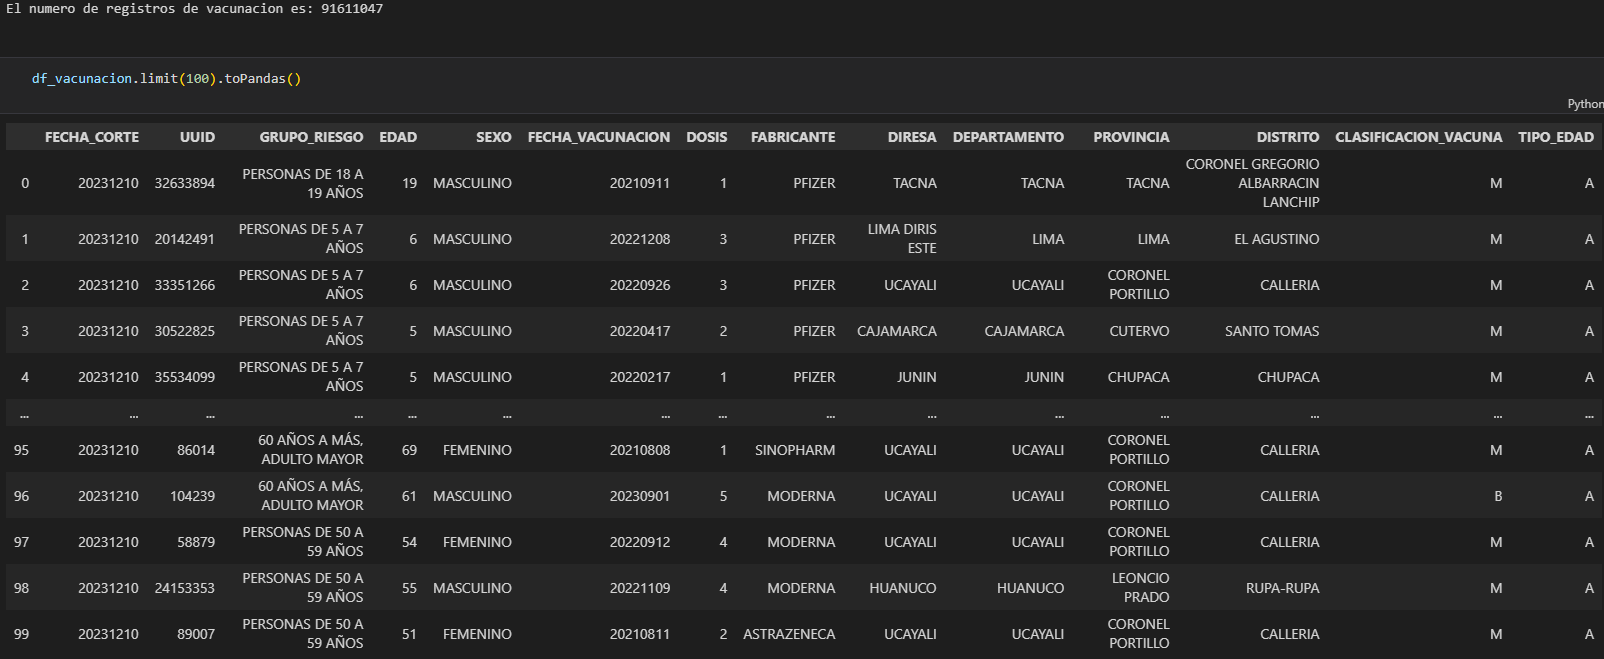 El numero de registros de vacunacion es: 91611047
df_vacunacion.limit(100).toPandas()
Python
FECHA_CORTE UUID GRUPO_RIESGO EDAD SEXO FECHA_VACUNACION DOSIS FABRICANTE DIRESA DEPARTAMENTO PROVINCIA DISTRITO CLASIFICACION_VACUNA TIPO_EDAD
0 20231210 32633894 PERSONAS DE 18 A 19 AÑOS 19 MASCULINO 20210911 1 PFIZER TACNA TACNA TACNA CORONEL GREGORIO ALBARRACIN LANCHIP M A
1 20231210 20142491 PERSONAS DE 5 A 7 AÑOS 6 MASCULINO 20221208 3 PFIZER LIMA DIRIS ESTE LIMA LIMA EL AGUSTINO M A
2 20231210 33351266 PERSONAS DE 5 A 7 AÑOS 6 MASCULINO 20220926 3 PFIZER UCAYALI UCAYALI CORONEL PORTILLO CALLERIA M A
3 20231210 30522825 PERSONAS DE 5 A 7 AÑOS 5 MASCULINO 20220417 2 PFIZER CAJAMARCA CAJAMARCA CUTERVO SANTO TOMAS M A
4 20231210 35534099 PERSONAS DE 5 A 7 AÑOS 5 MASCULINO 20220217 1 PFIZER JUNIN JUNIN CHUPACA CHUPACA M A
... ... ... ... ... ... ... ... ... ... ... ... ... ... ...
95 20231210 86014 60 AÑOS A MÁS, ADULTO MAYOR 69 FEMENINO 20210808 1 SINOPHARM UCAYALI UCAYALI CORONEL PORTILLO CALLERIA M A
96 20231210 104239 60 AÑOS A MÁS, ADULTO MAYOR 61 MASCULINO 20230901 5 MODERNA UCAYALI UCAYALI CORONEL PORTILLO CALLERIA B A
97 20231210 58879 PERSONAS DE 50 A 59 AÑOS 54 FEMENINO 20220912 4 MODERNA UCAYALI UCAYALI CORONEL PORTILLO CALLERIA M A
98 20231210 24153353 PERSONAS DE 50 A 59 AÑOS 55 MASCULINO 20221109 4 MODERNA HUANUCO HUANUCO LEONCIO PRADO RUPA-RUPA M A
99 20231210 89007 PERSONAS DE 50 A 59 AÑOS 51 FEMENINO 20210811 2 ASTRAZENECA UCAYALI UCAYALI CORONEL PORTILLO CALLERIA M A